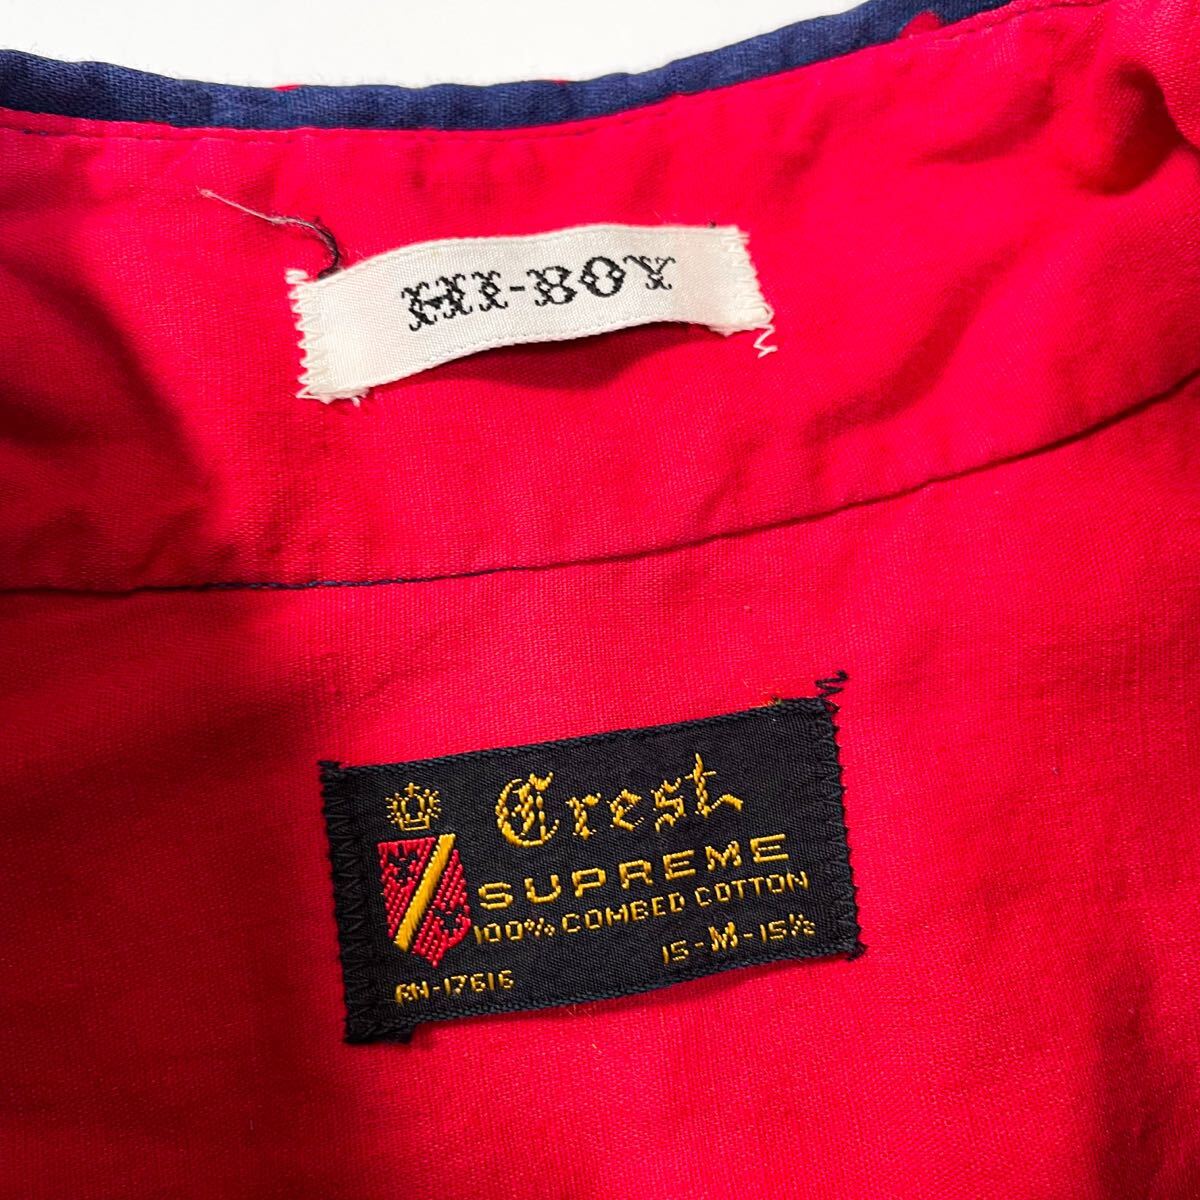 HI-BOY
Crest
SUPREME
100% COMBED COTTON
15-M-15½
RN-17616